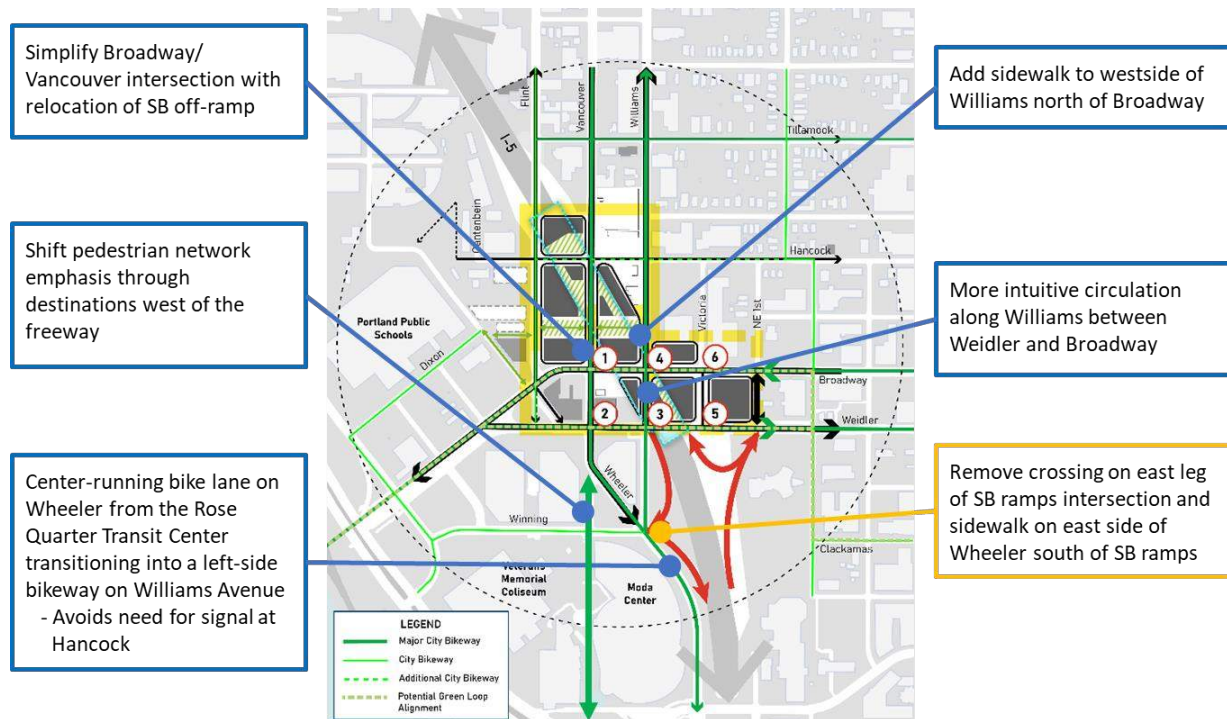 Simplify Broadway/
Vancouver intersection with
relocation of SB off-ramp
Shift pedestrian network
emphasis through
destinations west of the
freeway
Center-running bike lane on
Wheeler from the Rose
Quarter Transit Center
transitioning into a left-side
bikeway on Williams Avenue
- Avoids need for signal at
Hancock
Flint
Vancouver
Williams
I-5
Tillamook
Gantenbein
Hancock
Portland Public
Schools
Dixon
Victoria
NE 1st
1
4
6
Broadway
2
3
5
Weidler
Wheeler
Winning
Clackamas
Veterans
Memorial
Coliseum
Moda
Center
LEGEND
Major City Bikeway
City Bikeway
Additional City Bikeway
Potential Green Loop
Alignment
Add sidewalk to westside of
Williams north of Broadway
More intuitive circulation
along Williams between
Weidler and Broadway
Remove crossing on east leg
of SB ramps intersection and
sidewalk on east side of
Wheeler south of SB ramps